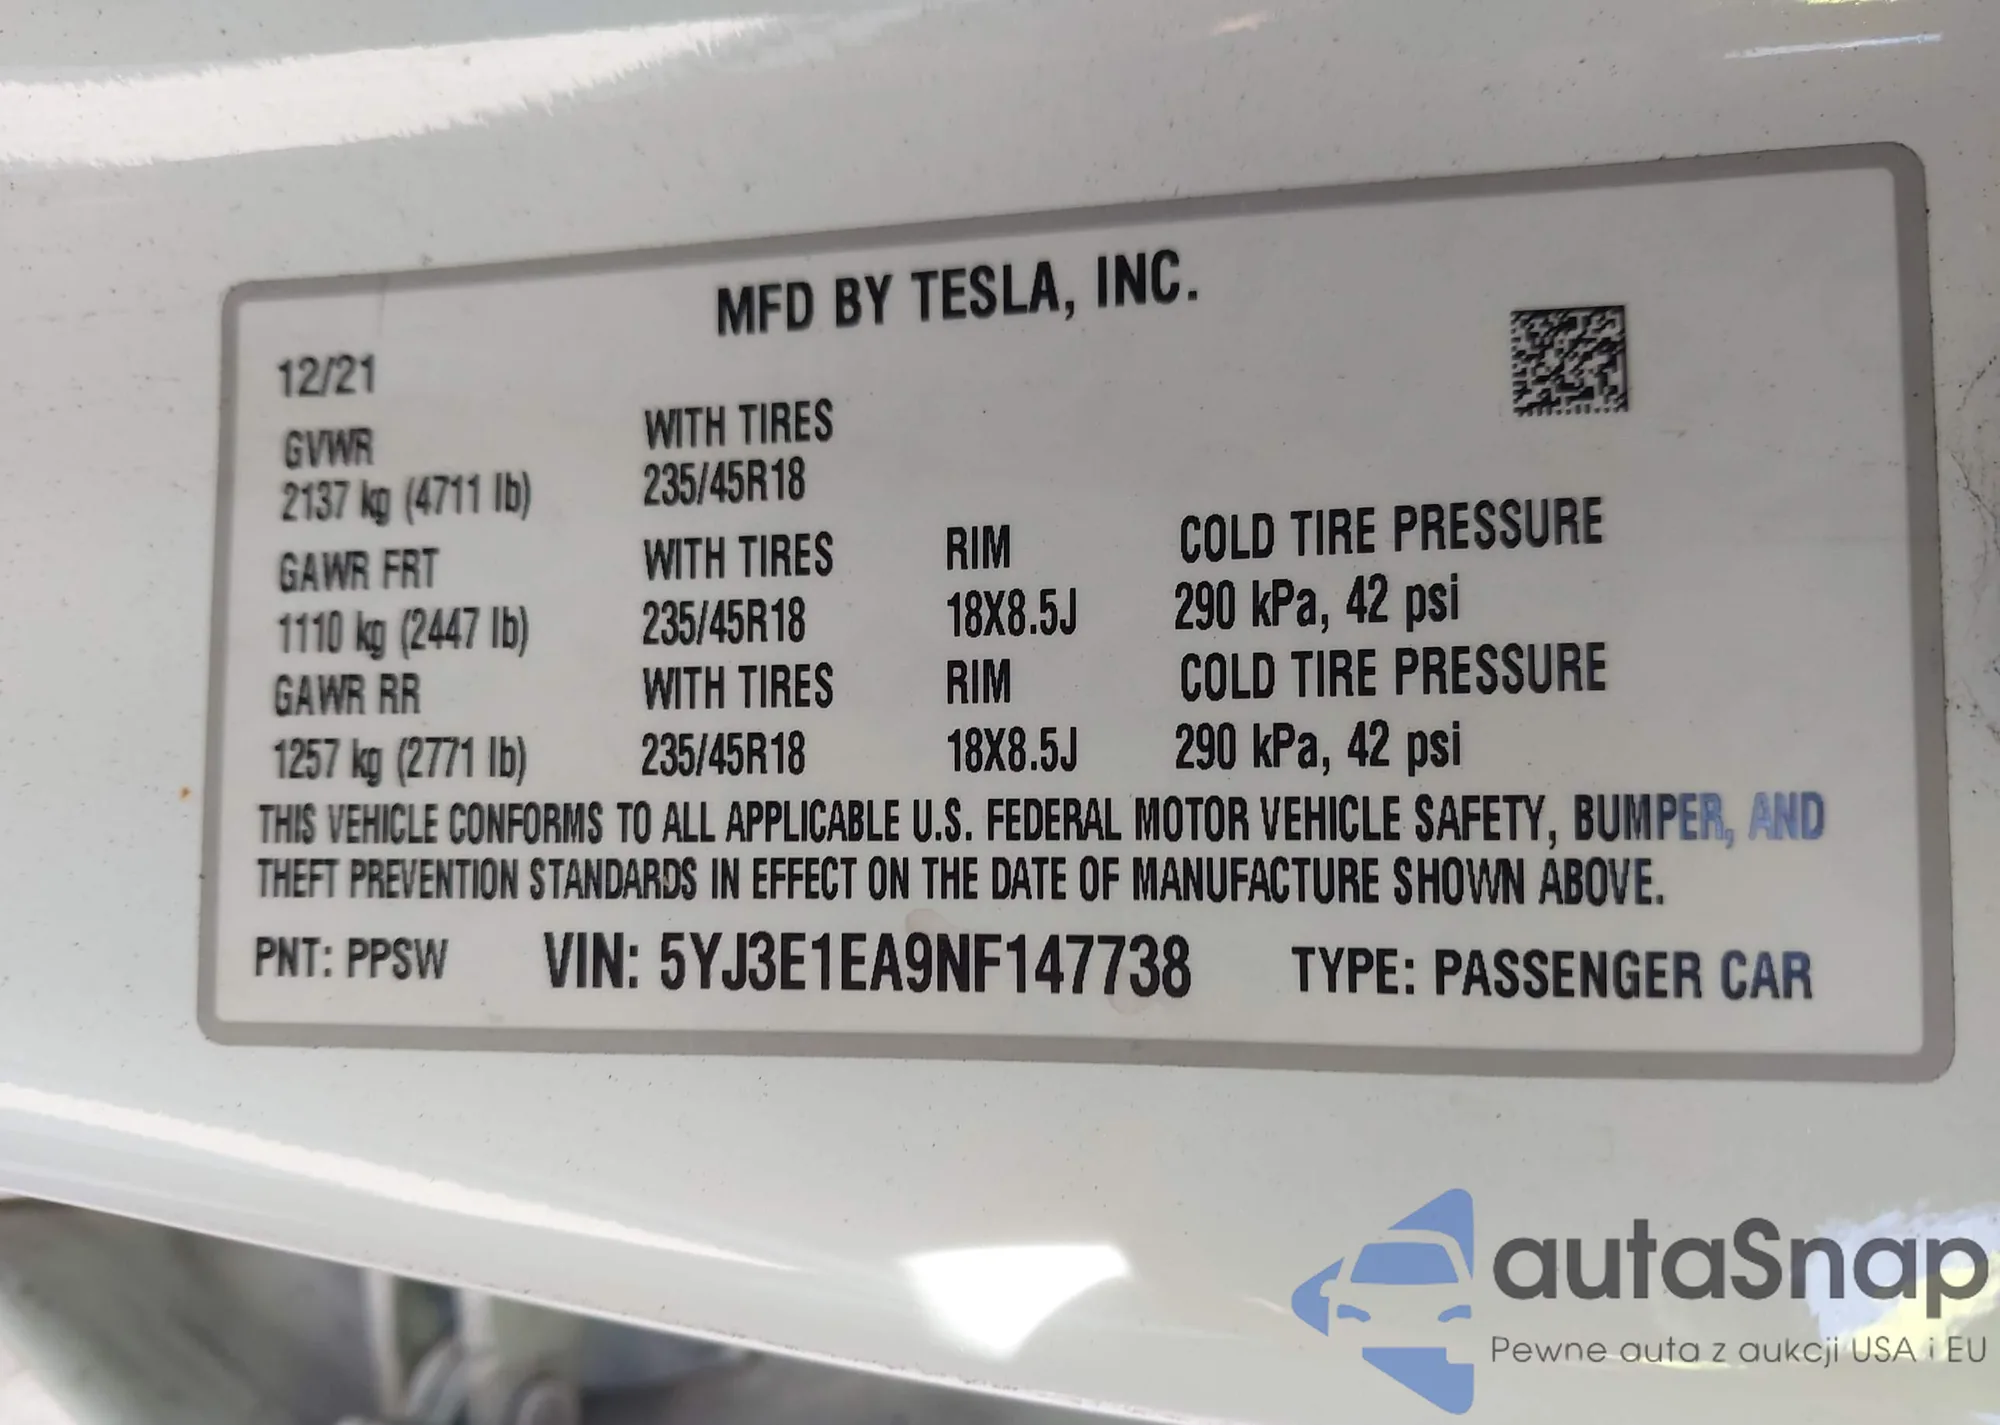 MFD BY TESLA, INC.
12/21
GVWR WITH TIRES
2137 kg (4711 lb) 235/45R18
GAWR FRT WITH TIRES RIM COLD TIRE PRESSURE
1110 kg (2447 lb) 235/45R18 18X8.5J 290 kPa, 42 psi
GAWR RR WITH TIRES RIM COLD TIRE PRESSURE
1257 kg (2771 lb) 235/45R18 18X8.5J 290 kPa, 42 psi
THIS VEHICLE CONFORMS TO ALL APPLICABLE U.S. FEDERAL MOTOR VEHICLE SAFETY, BUMPER, AND
THEFT PREVENTION STANDARDS IN EFFECT ON THE DATE OF MANUFACTURE SHOWN ABOVE.
PNT: PPSW VIN: 5YJ3E1EA9NF147738 TYPE: PASSENGER CAR
autaSnap
Pewne auta z aukcji USA i EU